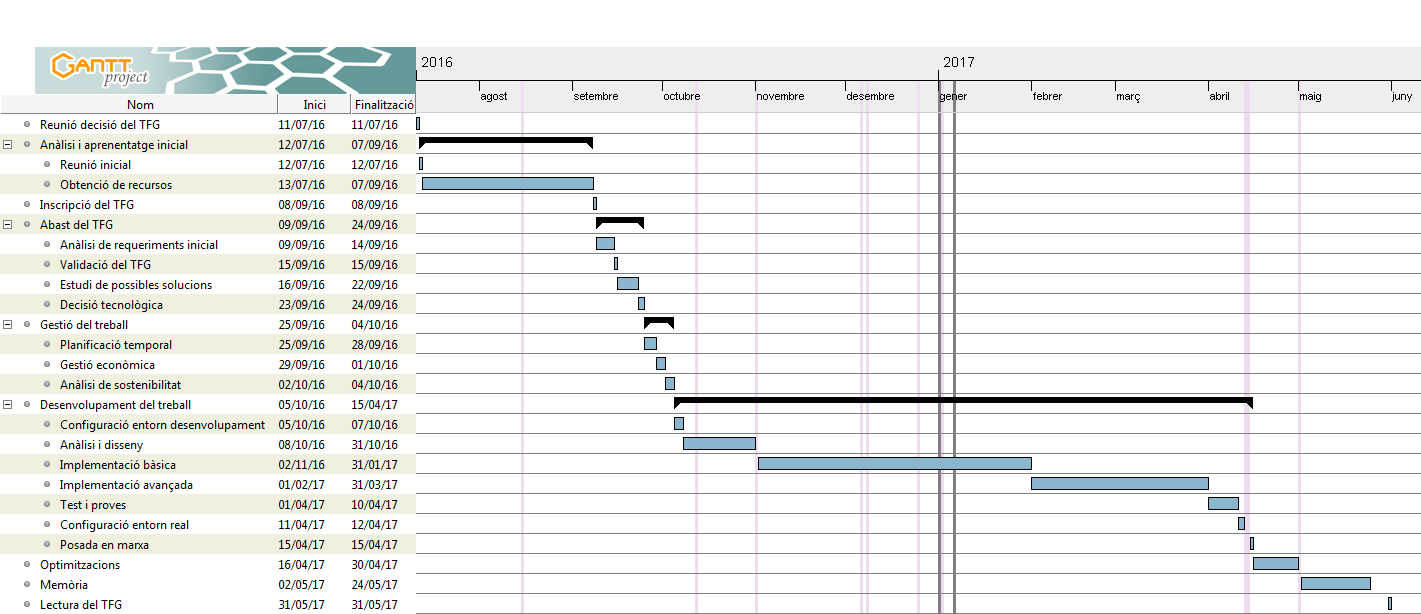 GANTT
project
2016 2017
agost setembre octubre novembre desembre gener febrer març abril maig juny
Nom Inici Finalització
Reunió decisió del TFG 11/07/16 11/07/16
Anàlisi i aprenentatge inicial 12/07/16 07/09/16
Reunió inicial 12/07/16 12/07/16
Obtenció de recursos 13/07/16 07/09/16
Inscripció del TFG 08/09/16 08/09/16
Abast del TFG 09/09/16 24/09/16
Anàlisi de requeriments inicial 09/09/16 14/09/16
Validació del TFG 15/09/16 15/09/16
Estudi de possibles solucions 16/09/16 22/09/16
Decisió tecnològica 23/09/16 24/09/16
Gestió del treball 25/09/16 04/10/16
Planificació temporal 25/09/16 28/09/16
Gestió econòmica 29/09/16 01/10/16
Anàlisi de sostenibilitat 02/10/16 04/10/16
Desenvolupament del treball 05/10/16 15/04/17
Configuració entorn desenvolupament 05/10/16 07/10/16
Anàlisi i disseny 08/10/16 31/10/16
Implementació bàsica 02/11/16 31/01/17
Implementació avançada 01/02/17 31/03/17
Test i proves 01/04/17 10/04/17
Configuració entorn real 11/04/17 12/04/17
Posada en marxa 15/04/17 15/04/17
Optimitzacions 16/04/17 30/04/17
Memòria 02/05/17 24/05/17
Lectura del TFG 31/05/17 31/05/17